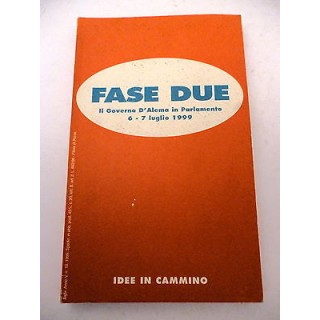 FASE DUE
Il Governo D'Alema in Parlamento
6 - 7 luglio 1999
IDEE IN CAMMINO